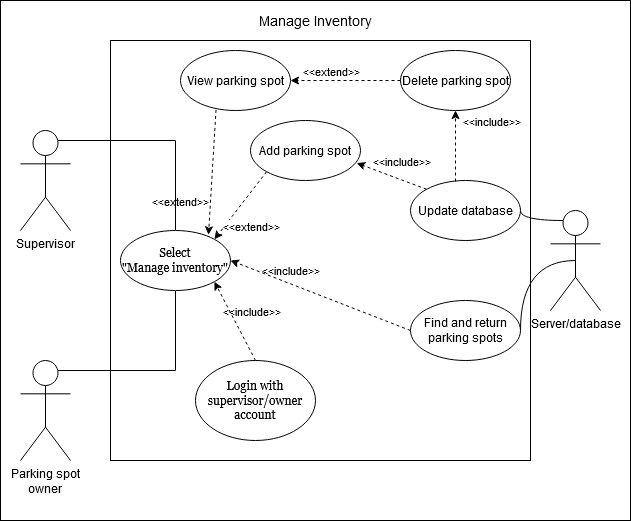 Manage Inventory
View parking spot
<<extend>>
Delete parking spot
<<include>>
Add parking spot
<<include>>
Supervisor
<<extend>>
<<extend>>
Update database
Select
"Manage inventory"
<<include>>
Server/database
Find and return
parking spots
<<include>>
Login with
supervisor/owner
account
Parking spot
owner